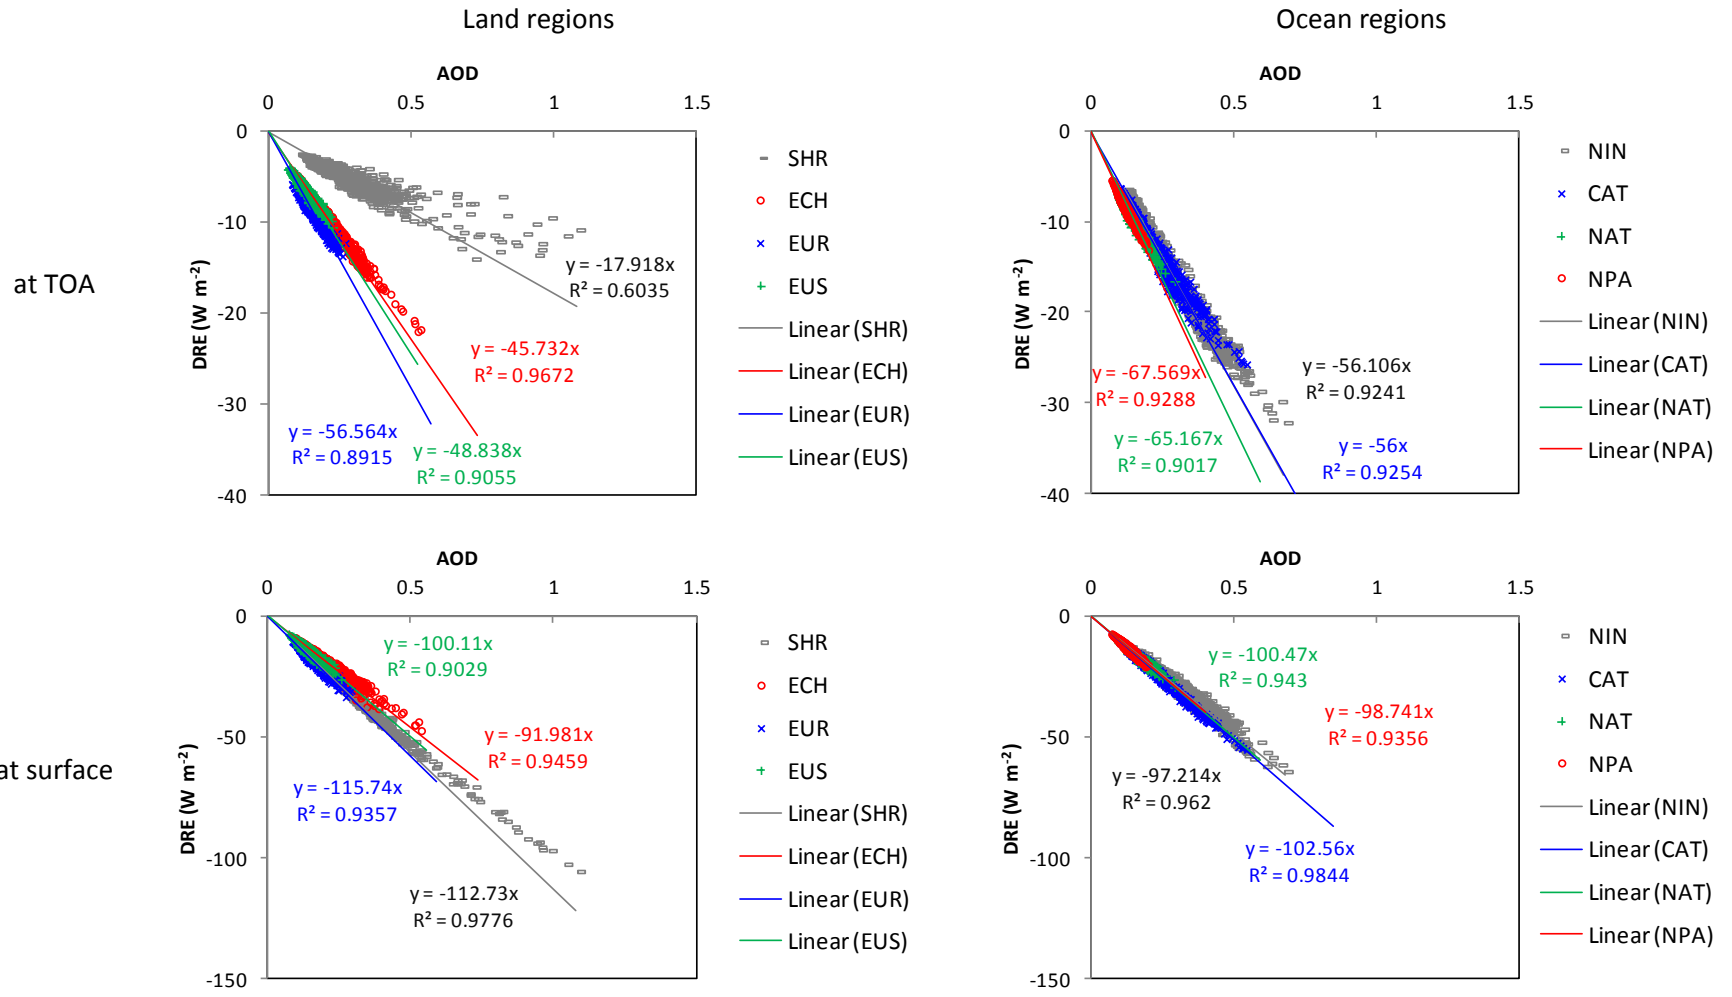 Land regions
Ocean regions
at TOA
AOD
0 0.5 1 1.5
0
-10
-20
-30
-40
DRE (W m⁻²)
y = -17.918x
R² = 0.6035
y = -45.732x
R² = 0.9672
y = -56.564x
R² = 0.8915
y = -48.838x
R² = 0.9055
SHR
ECH
EUR
EUS
Linear (SHR)
Linear (ECH)
Linear (EUR)
Linear (EUS)
AOD
0 0.5 1 1.5
0
-10
-20
-30
-40
DRE (W m⁻²)
y = -67.569x
R² = 0.9288
y = -56.106x
R² = 0.9241
y = -65.167x
R² = 0.9017
y = -56x
R² = 0.9254
NIN
CAT
NAT
NPA
Linear (NIN)
Linear (CAT)
Linear (NAT)
Linear (NPA)
at surface
AOD
0 0.5 1 1.5
0
-50
-100
-150
DRE (W m⁻²)
y = -100.11x
R² = 0.9029
y = -91.981x
R² = 0.9459
y = -115.74x
R² = 0.9357
y = -112.73x
R² = 0.9776
SHR
ECH
EUR
EUS
Linear (SHR)
Linear (ECH)
Linear (EUR)
Linear (EUS)
AOD
0 0.5 1 1.5
0
-50
-100
-150
DRE (W m⁻²)
y = -100.47x
R² = 0.943
y = -98.741x
R² = 0.9356
y = -97.214x
R² = 0.962
y = -102.56x
R² = 0.9844
NIN
CAT
NAT
NPA
Linear (NIN)
Linear (CAT)
Linear (NAT)
Linear (NPA)